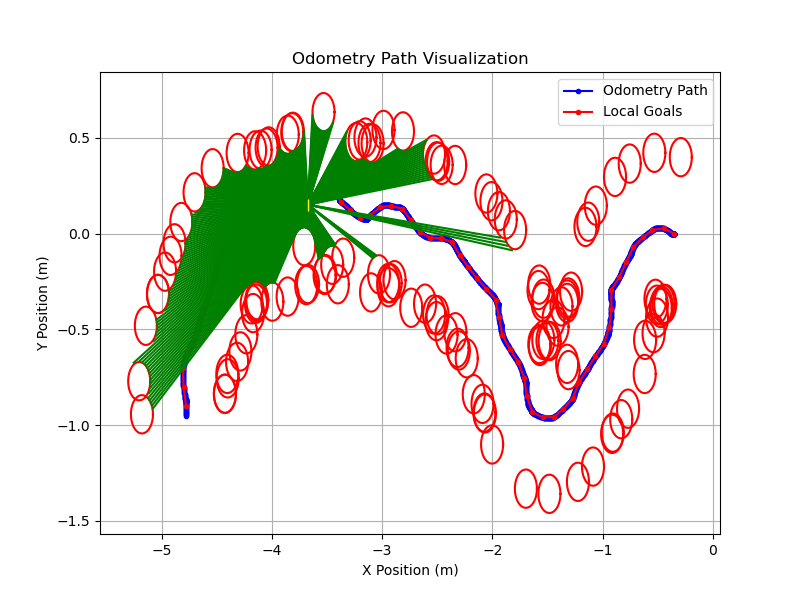 Odometry Path Visualization
Odometry Path
Local Goals
0.5
0.0
−0.5
−1.0
−1.5
Y Position (m)
−5
−4
−3
−2
−1
0
X Position (m)